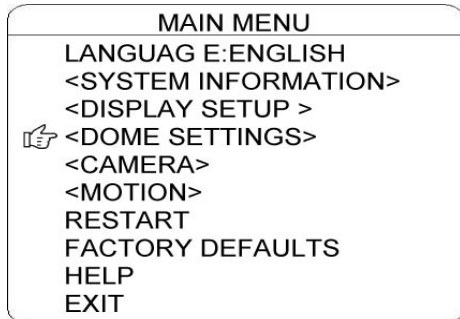 MAIN MENU
LANGUAG E:ENGLISH
<SYSTEM INFORMATION>
<DISPLAY SETUP >
<DOME SETTINGS>
<CAMERA>
<MOTION>
RESTART
FACTORY DEFAULTS
HELP
EXIT